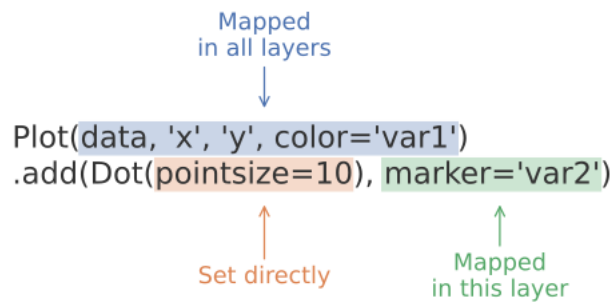 Mapped
in all layers
Plot(data, 'x', 'y', color='var1')
.add(Dot(pointsize=10), marker='var2')
Set directly
Mapped
in this layer